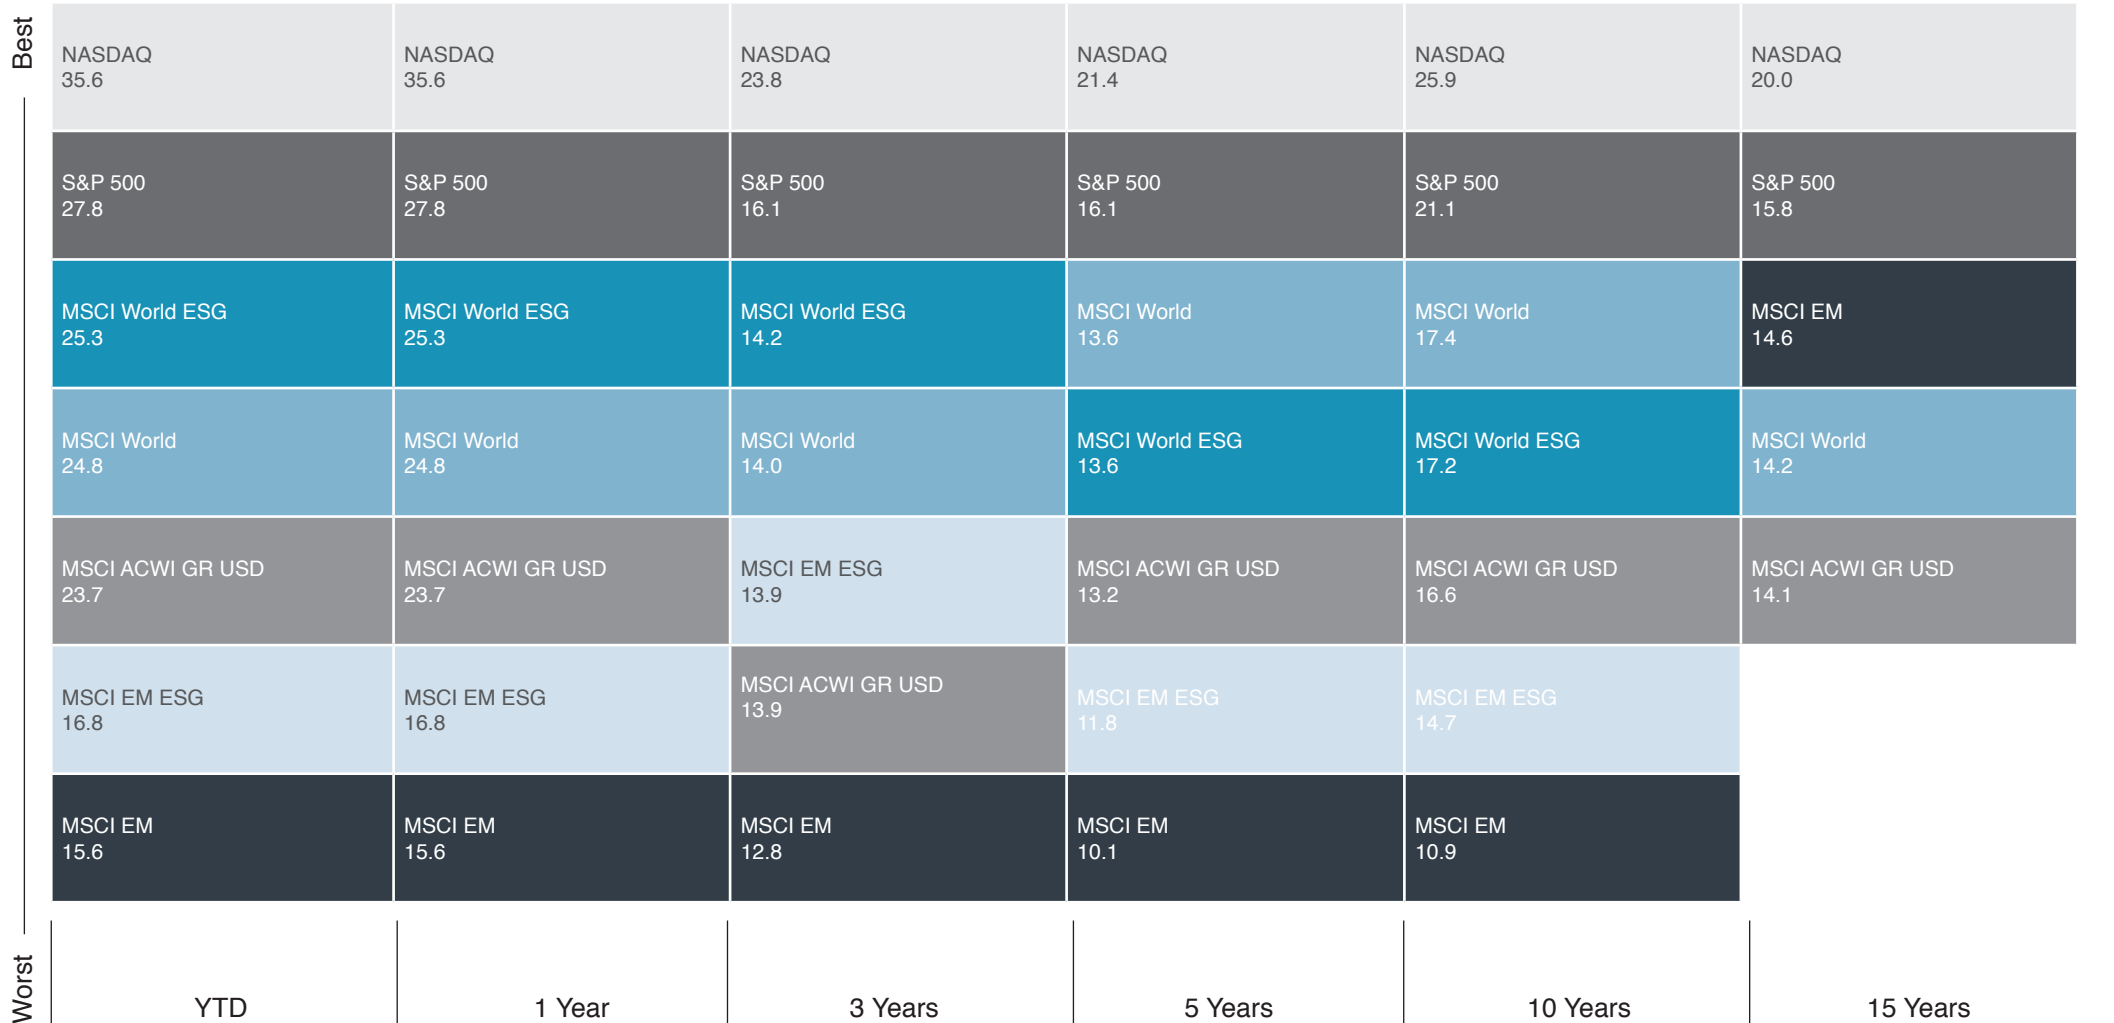 Best
NASDAQ
35.6
NASDAQ
35.6
NASDAQ
23.8
NASDAQ
21.4
NASDAQ
25.9
NASDAQ
20.0
S&P 500
27.8
S&P 500
27.8
S&P 500
16.1
S&P 500
16.1
S&P 500
21.1
S&P 500
15.8
MSCI World ESG
25.3
MSCI World ESG
25.3
MSCI World ESG
14.2
MSCI World
13.6
MSCI World
17.4
MSCI EM
14.6
MSCI World
24.8
MSCI World
24.8
MSCI World
14.0
MSCI World ESG
13.6
MSCI World ESG
17.2
MSCI World
14.2
MSCI ACWI GR USD
23.7
MSCI ACWI GR USD
23.7
MSCI EM ESG
13.9
MSCI ACWI GR USD
13.2
MSCI ACWI GR USD
16.6
MSCI ACWI GR USD
14.1
MSCI EM ESG
16.8
MSCI EM ESG
16.8
MSCI ACWI GR USD
13.9
MSCI EM ESG
11.8
MSCI EM ESG
14.7
MSCI EM
15.6
MSCI EM
15.6
MSCI EM
12.8
MSCI EM
10.1
MSCI EM
10.9
Worst
YTD
1 Year
3 Years
5 Years
10 Years
15 Years